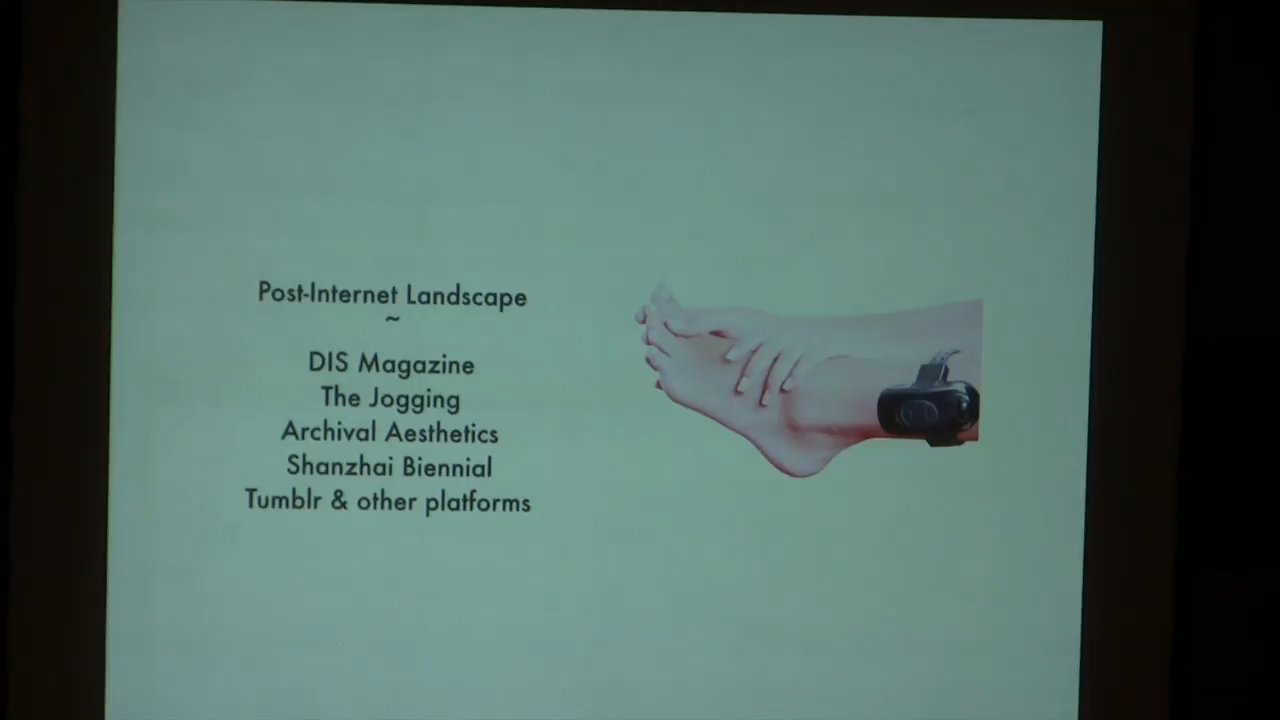 Post-Internet Landscape
~
DIS Magazine
The Jogging
Archival Aesthetics
Shanzhai Biennial
Tumblr & other platforms